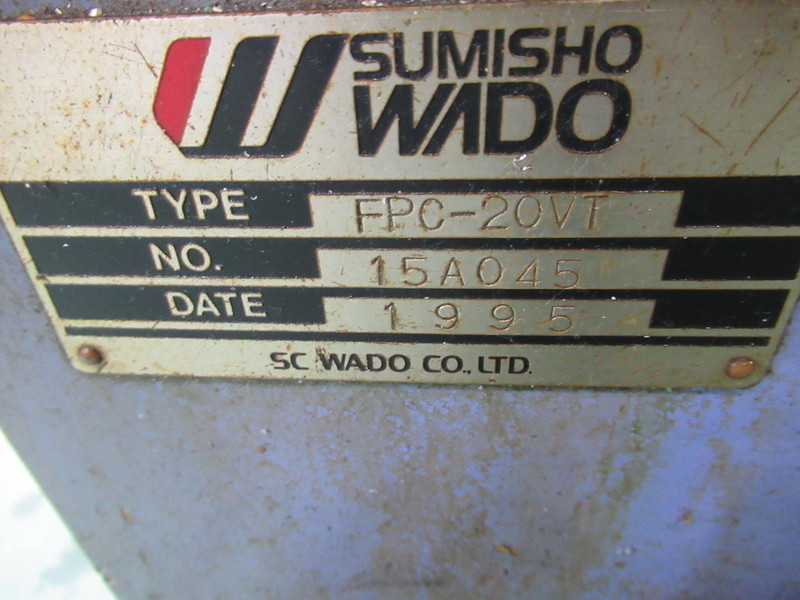 SUMISHO
WADO
TYPE FPC-20VT
NO. 15A045
DATE 1995
SC WADO CO., LTD.